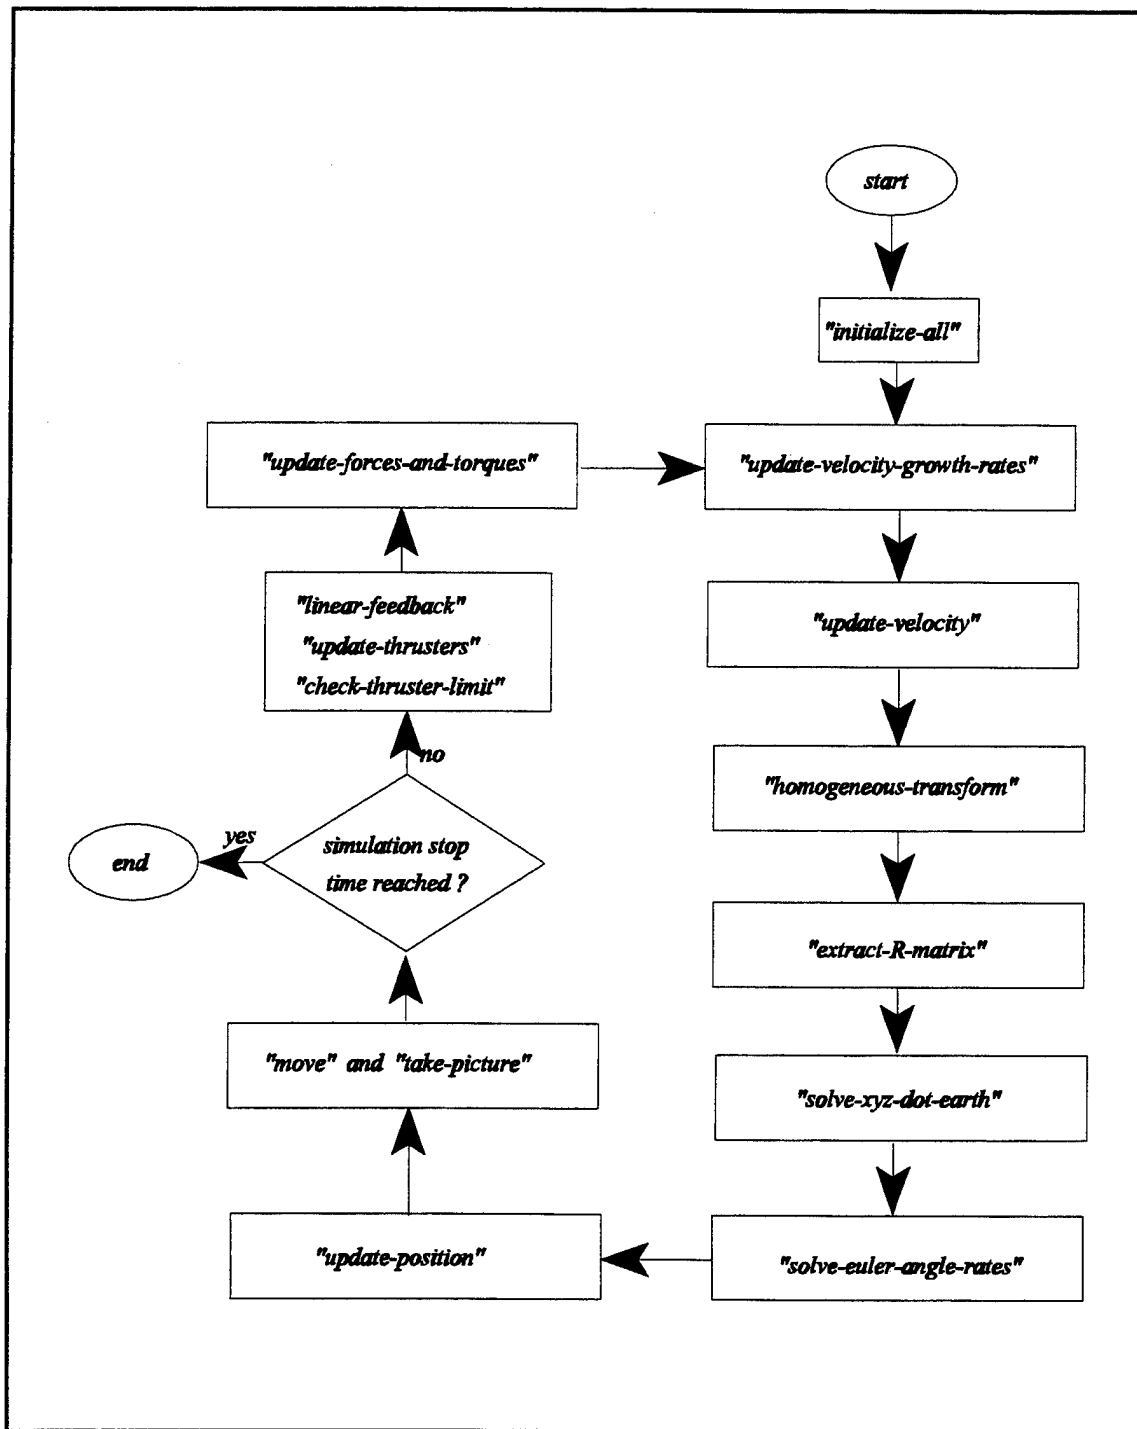 start
"initialize-all"
"update-forces-and-torques"
"update-velocity-growth-rates"
"linear-feedback"
"update-thrusters"
"check-thruster-limit"
"update-velocity"
no
"homogeneous-transform"
yes
end
simulation stop
time reached ?
"extract-R-matrix"
"move" and "take-picture"
"solve-xyz-dot-earth"
"update-position"
"solve-euler-angle-rates"